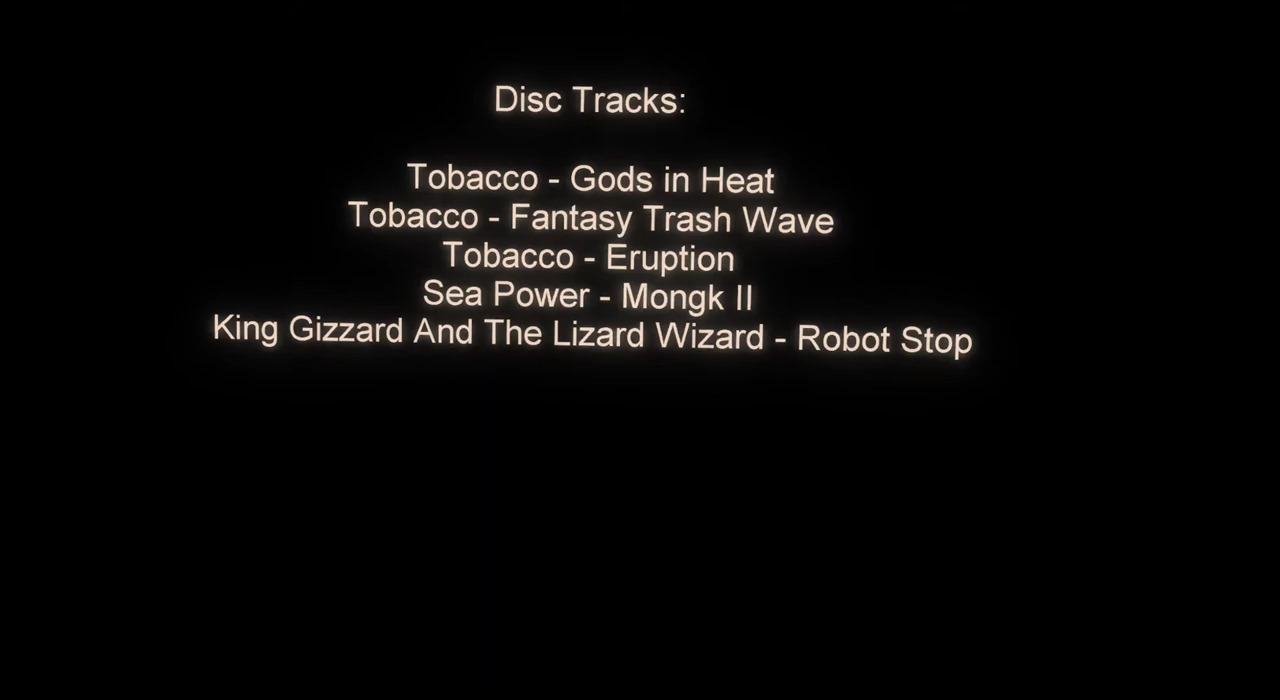 Disc Tracks:
Tobacco - Gods in Heat
Tobacco - Fantasy Trash Wave
Tobacco - Eruption
Sea Power - Mongk II
King Gizzard And The Lizard Wizard - Robot Stop